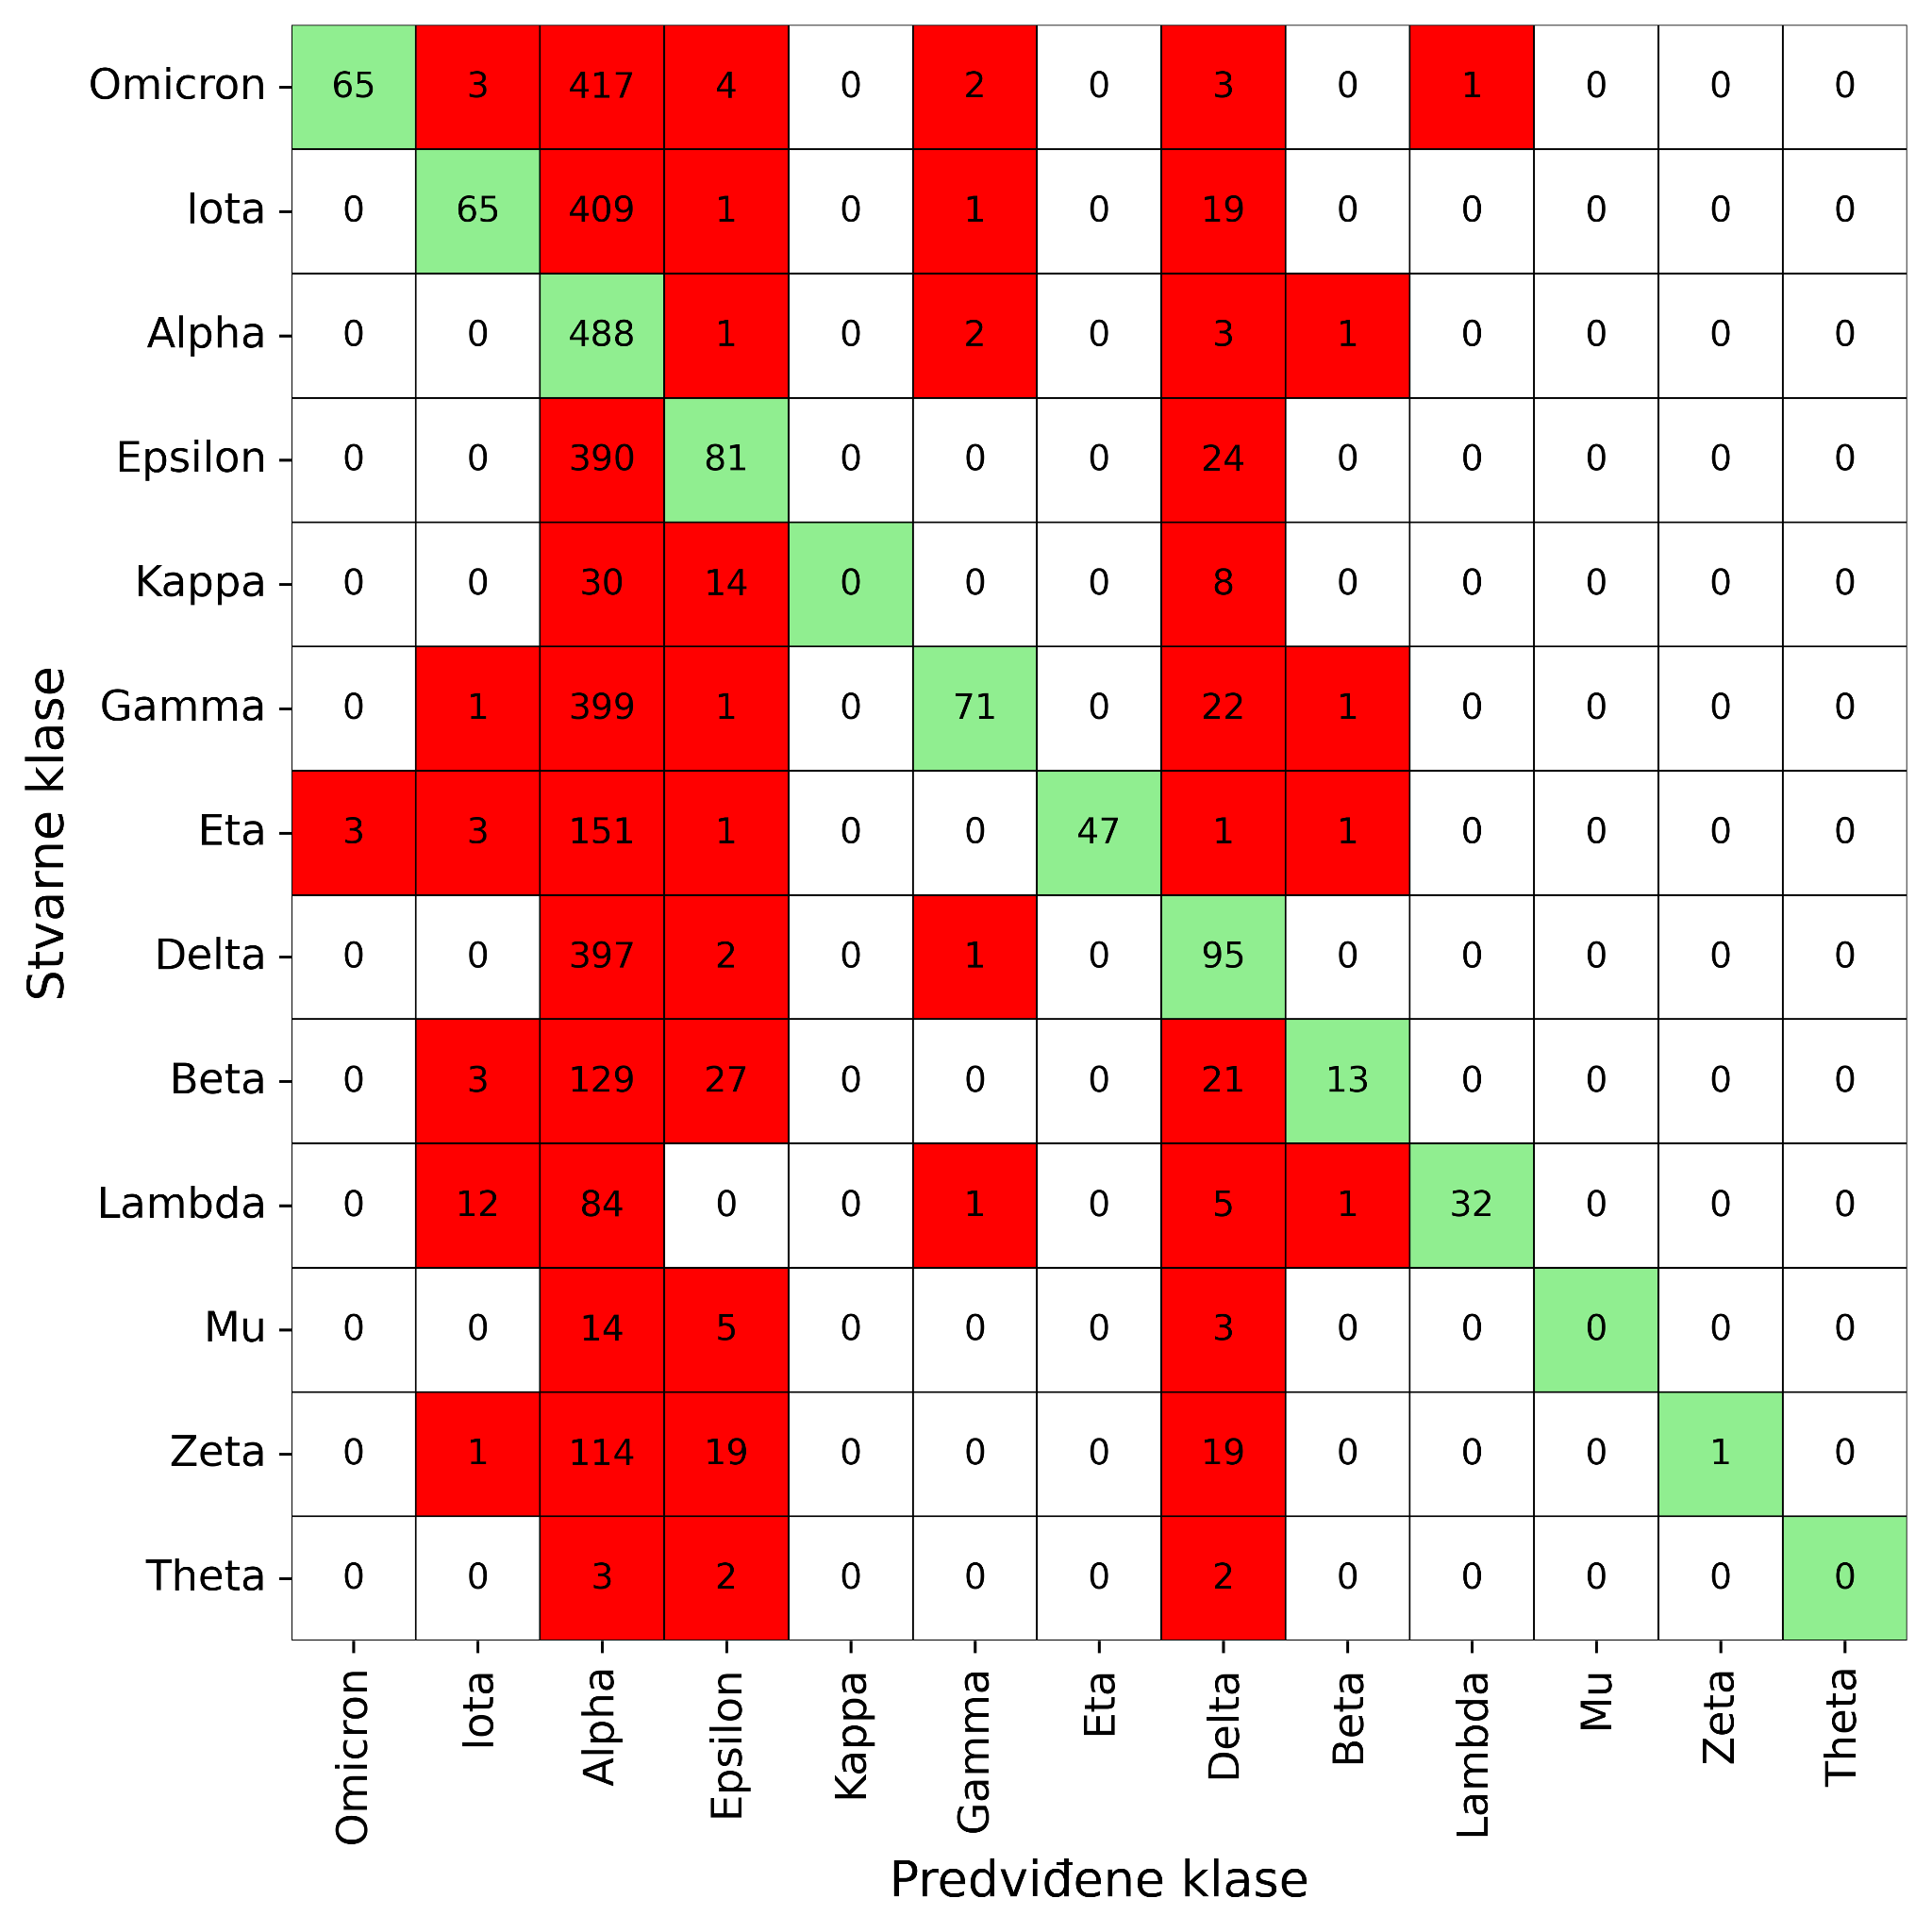 Omicron 65 3 417 4 0 2 0 3 0 1 0 0 0
Iota 0 65 409 1 0 1 0 19 0 0 0 0 0
Alpha 0 0 488 1 0 2 0 3 1 0 0 0 0
Epsilon 0 0 390 81 0 0 0 24 0 0 0 0 0
Kappa 0 0 30 14 0 0 0 8 0 0 0 0 0
Gamma 0 1 399 1 0 71 0 22 1 0 0 0 0
Eta 3 3 151 1 0 0 47 1 1 0 0 0 0
Delta 0 0 397 2 0 1 0 95 0 0 0 0 0
Beta 0 3 129 27 0 0 0 21 13 0 0 0 0
Lambda 0 12 84 0 0 1 0 5 1 32 0 0 0
Mu 0 0 14 5 0 0 0 3 0 0 0 0 0
Zeta 0 1 114 19 0 0 0 19 0 0 0 1 0
Theta 0 0 3 2 0 0 0 2 0 0 0 0 0
Omicron Iota Alpha Epsilon Kappa Gamma Eta Delta Beta Lambda Mu Zeta Theta
Predviđene klase
Stvarne klase